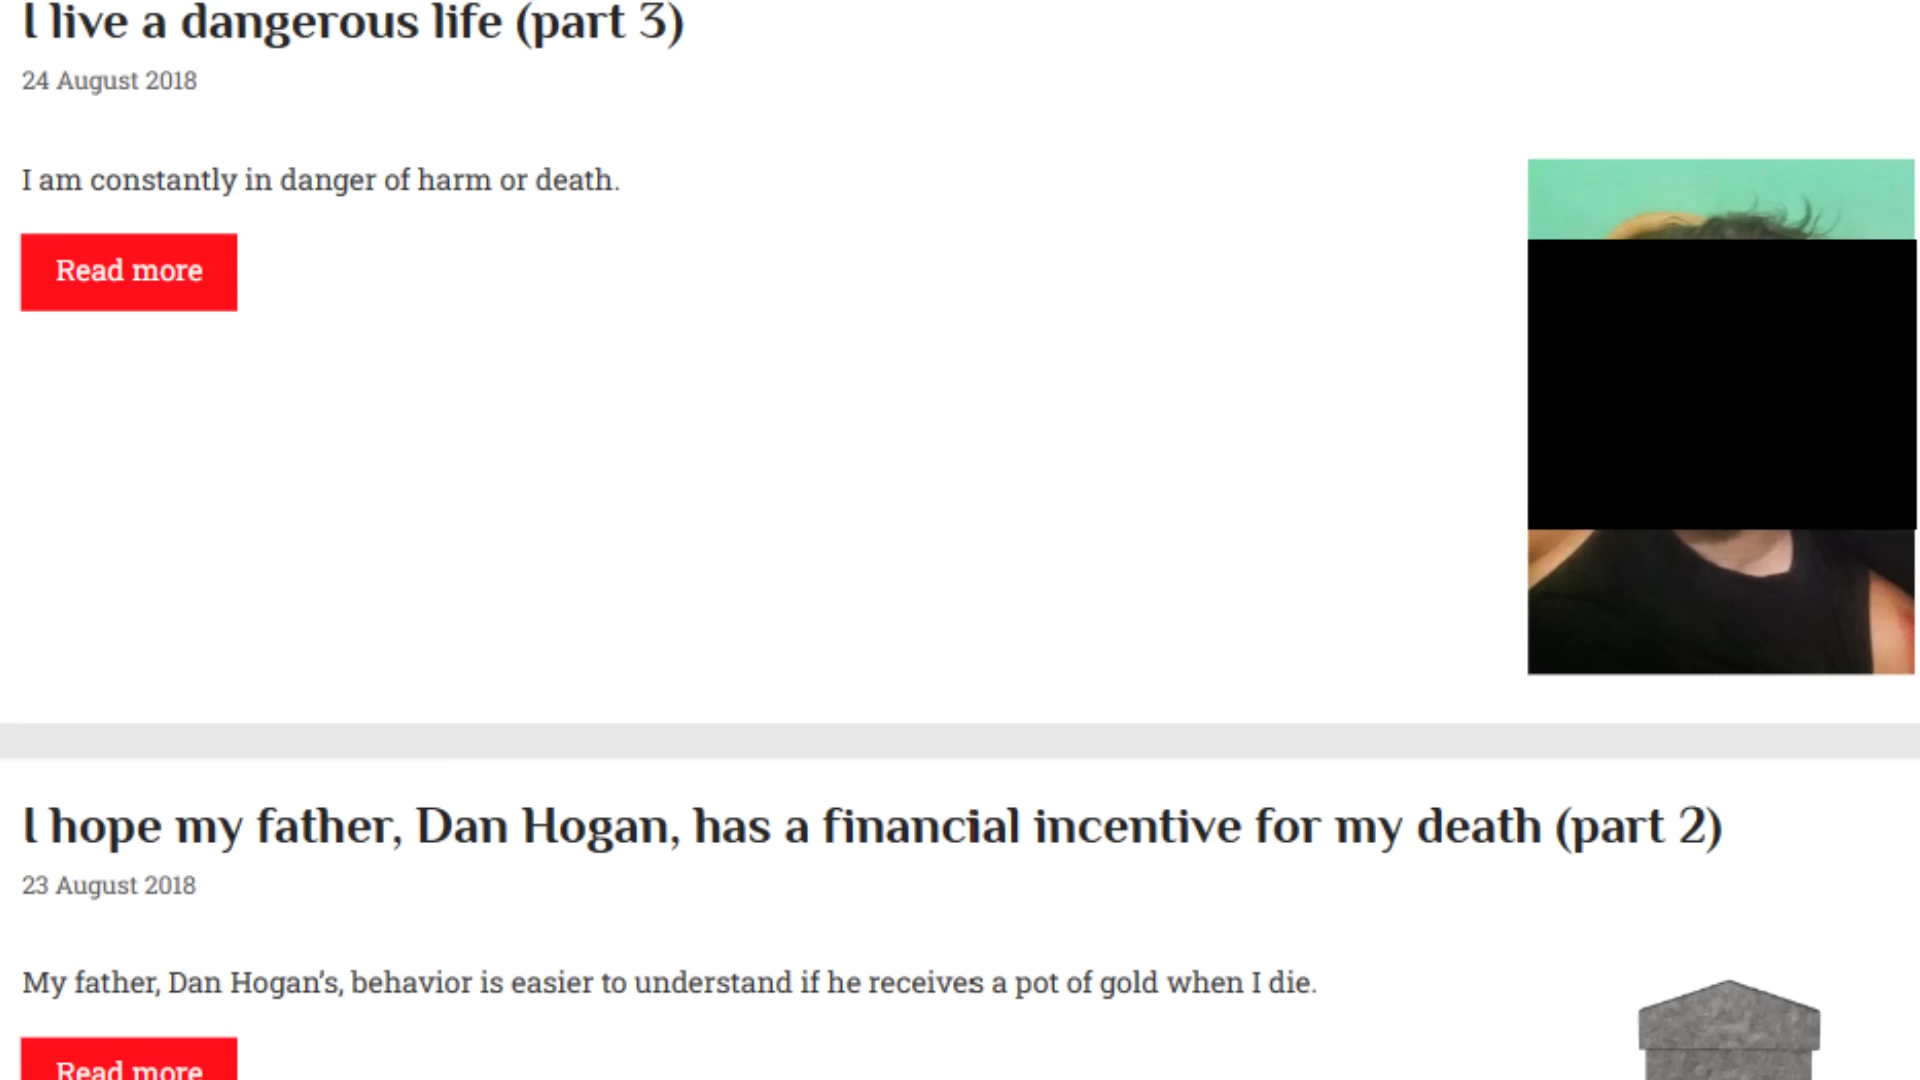 I live a dangerous life (part 3)
24 August 2018
I am constantly in danger of harm or death.
Read more
I hope my father, Dan Hogan, has a financial incentive for my death (part 2)
23 August 2018
My father, Dan Hogan’s, behavior is easier to understand if he receives a pot of gold when I die.
Read more